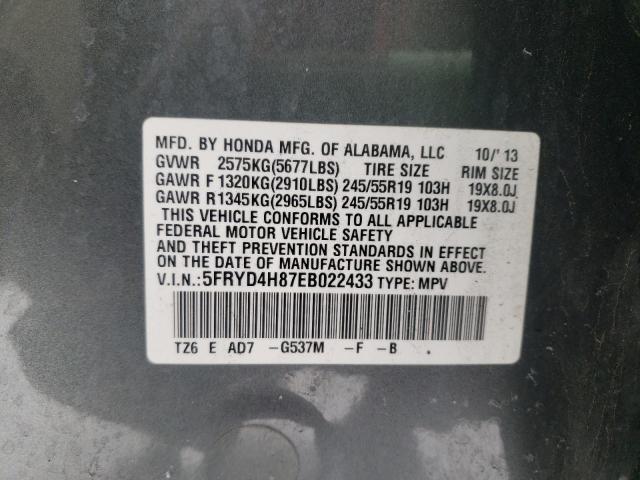 MFD. BY HONDA MFG. OF ALABAMA, LLC 10/'13
GVWR 2575KG(5677LBS) TIRE SIZE RIM SIZE
GAWR F 1320KG(2910LBS) 245/55R19 103H 19X8.0J
GAWR R1345KG(2965LBS) 245/55R19 103H 19X8.0J
THIS VEHICLE CONFORMS TO ALL APPLICABLE
FEDERAL MOTOR VEHICLE SAFETY
AND THEFT PREVENTION STANDARDS IN EFFECT
ON THE DATE OF MANUFACTURE SHOWN ABOVE.
V.I.N.:5FRYD4H87EB022433 TYPE: MPV
TZ6 E AD7 -G537M -F -B .